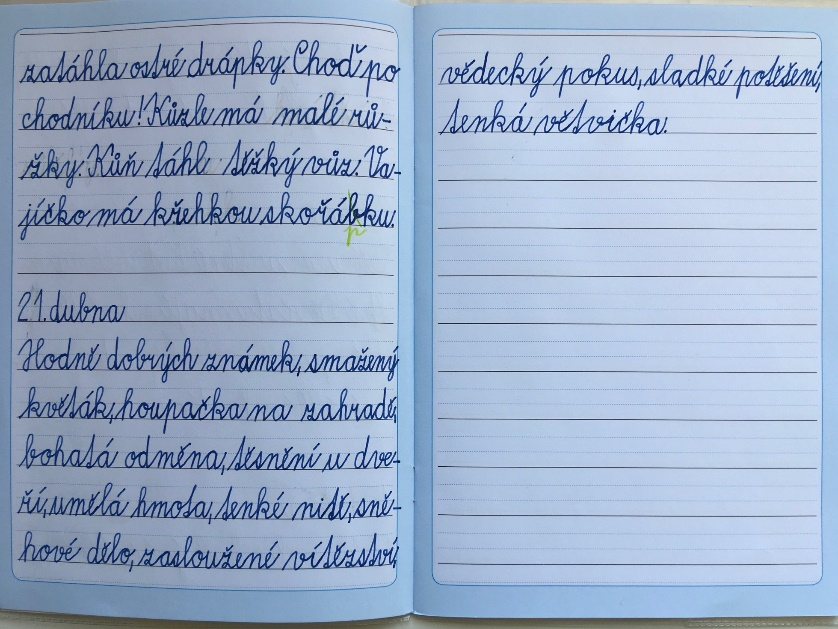 zatáhla ostré drápky. Choď po
chodníku! Kůzle má malé rů-
žky. Kůň táhl těžký vůz. Va-
jíčko má křehkou skořábku.
p
21. dubna
Hodně dobrých známek, smažený
květák, houpačka na zahradě,
bohatá odměna, těsnění u dve-
ří, umělá hmota, tenké nitě, sně-
hové dělo, zasloužené vítězství,
vědecký pokus, sladké potěšení,
tenká větvička.